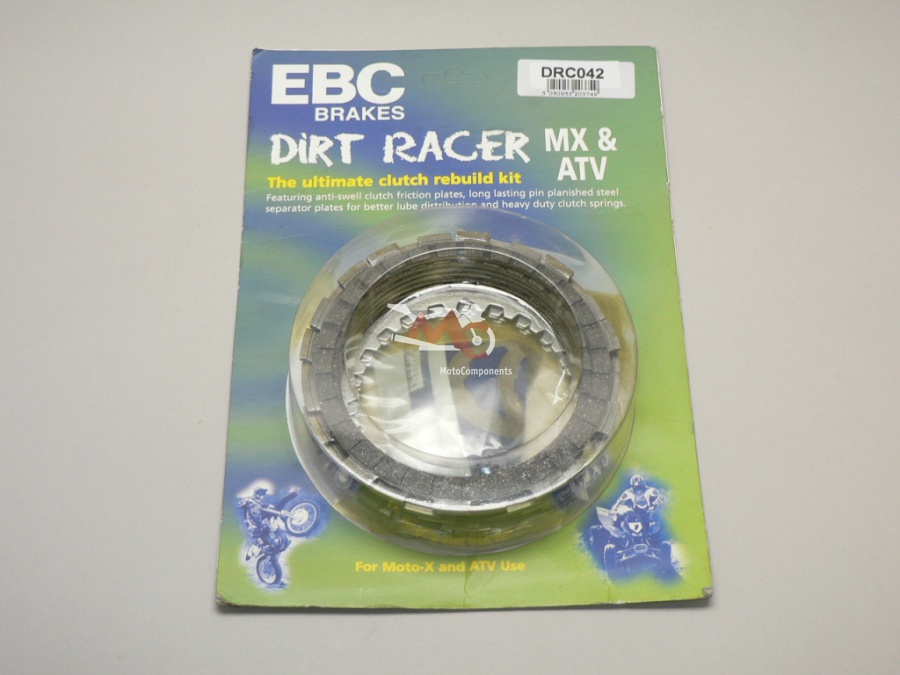 EBC
BRAKES
DRC042
DiRT RACER
MX &
ATV
The ultimate clutch rebuild kit
Featuring anti-swell clutch friction plates, long lasting pin planished steel
separator plates for better lube distribution and heavy duty clutch springs.
MC
MotoComponents
For Moto-X and ATV Use